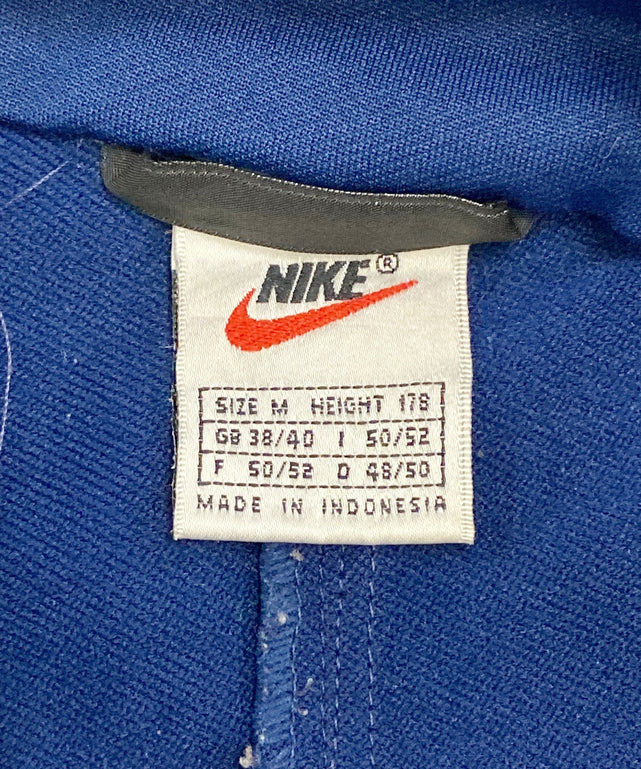 NIKE®
SIZE M HEIGHT 178
GB 38/40 I 50/52
F 50/52 D 48/50
MADE IN INDONESIA